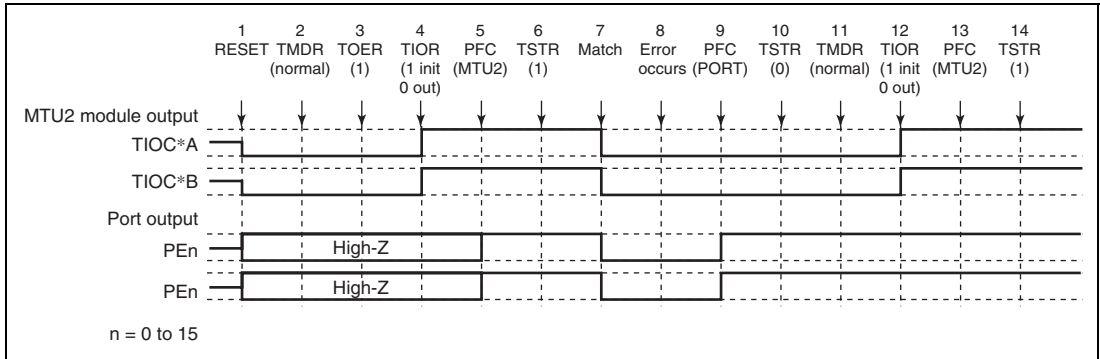 1 2 3 4 5 6 7 8 9 10 11 12 13 14
RESET TMDR TOER TIOR PFC TSTR Match Error PFC TSTR TMDR TIOR PFC TSTR
(normal) (1) (1 init (MTU2) (1) occurs (PORT) (0) (normal) (1 init (MTU2) (1)
0 out) 0 out)
MTU2 module output
TIOC*A
TIOC*B
Port output
PEn High-Z
PEn High-Z
n = 0 to 15